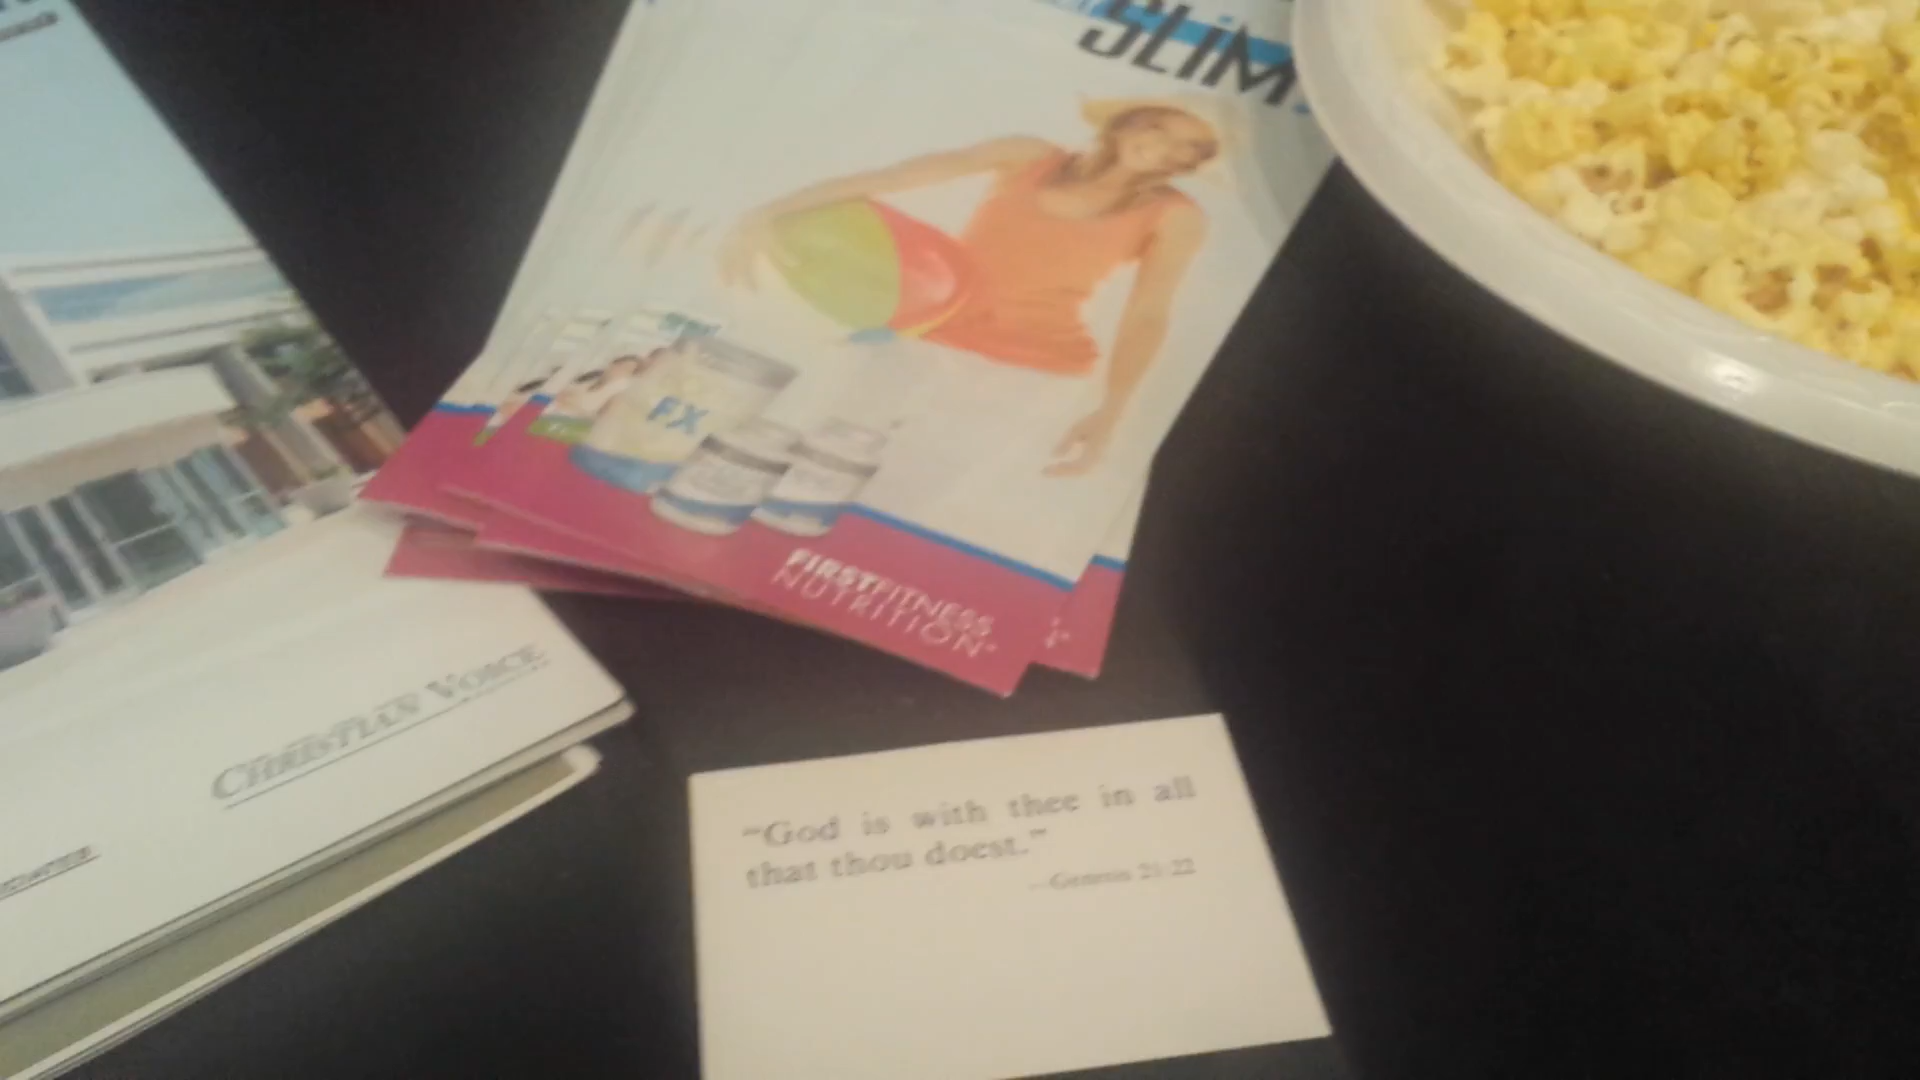 SLiM
FX
FIRSTFITNESS
NUTRITION
CHRISTIAN VOICE
"God is with thee in all
that thou doest."
—Genesis 21:22